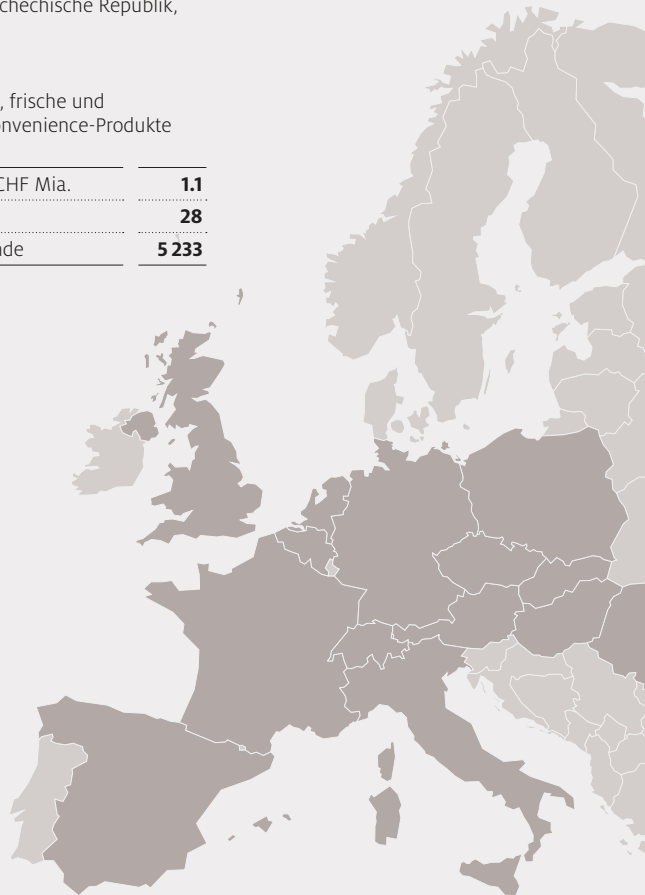 chechische Republik,
, frische und
nvenience-Produkte
CHF Mia. 1.1
28
nde 5 233